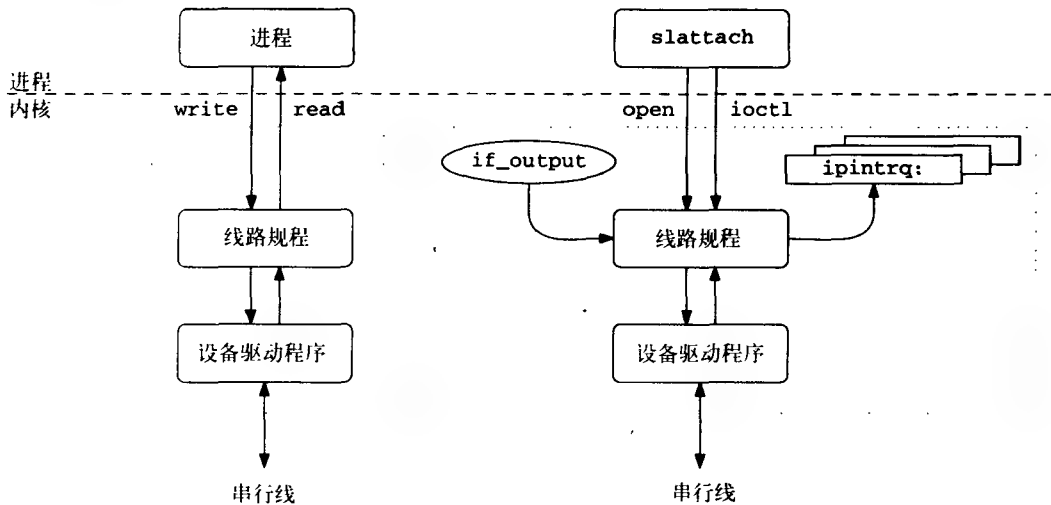 进程
slattach
进程
内核
write
read
open
ioctl
if_output
ipintrq:
线路规程
线路规程
设备驱动程序
设备驱动程序
串行线
串行线